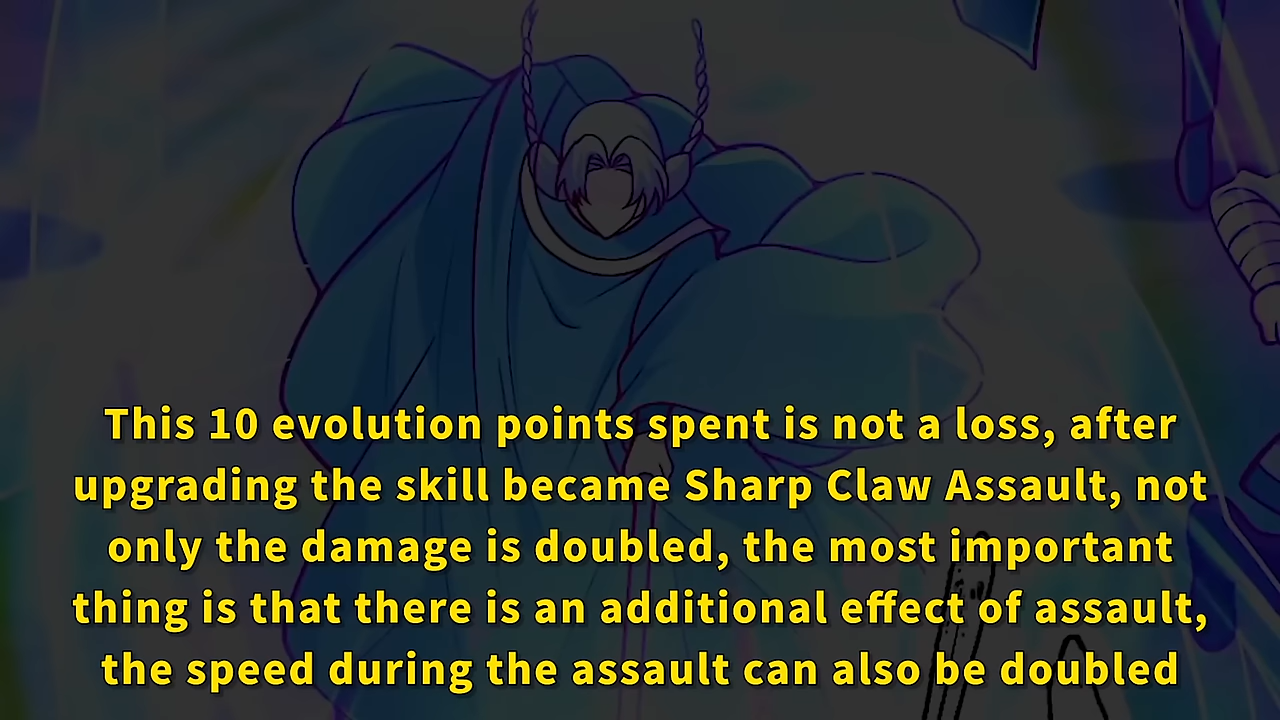 This 10 evolution points spent is not a loss, after
upgrading the skill became Sharp Claw Assault, not
only the damage is doubled, the most important
thing is that there is an additional effect of assault,
the speed during the assault can also be doubled